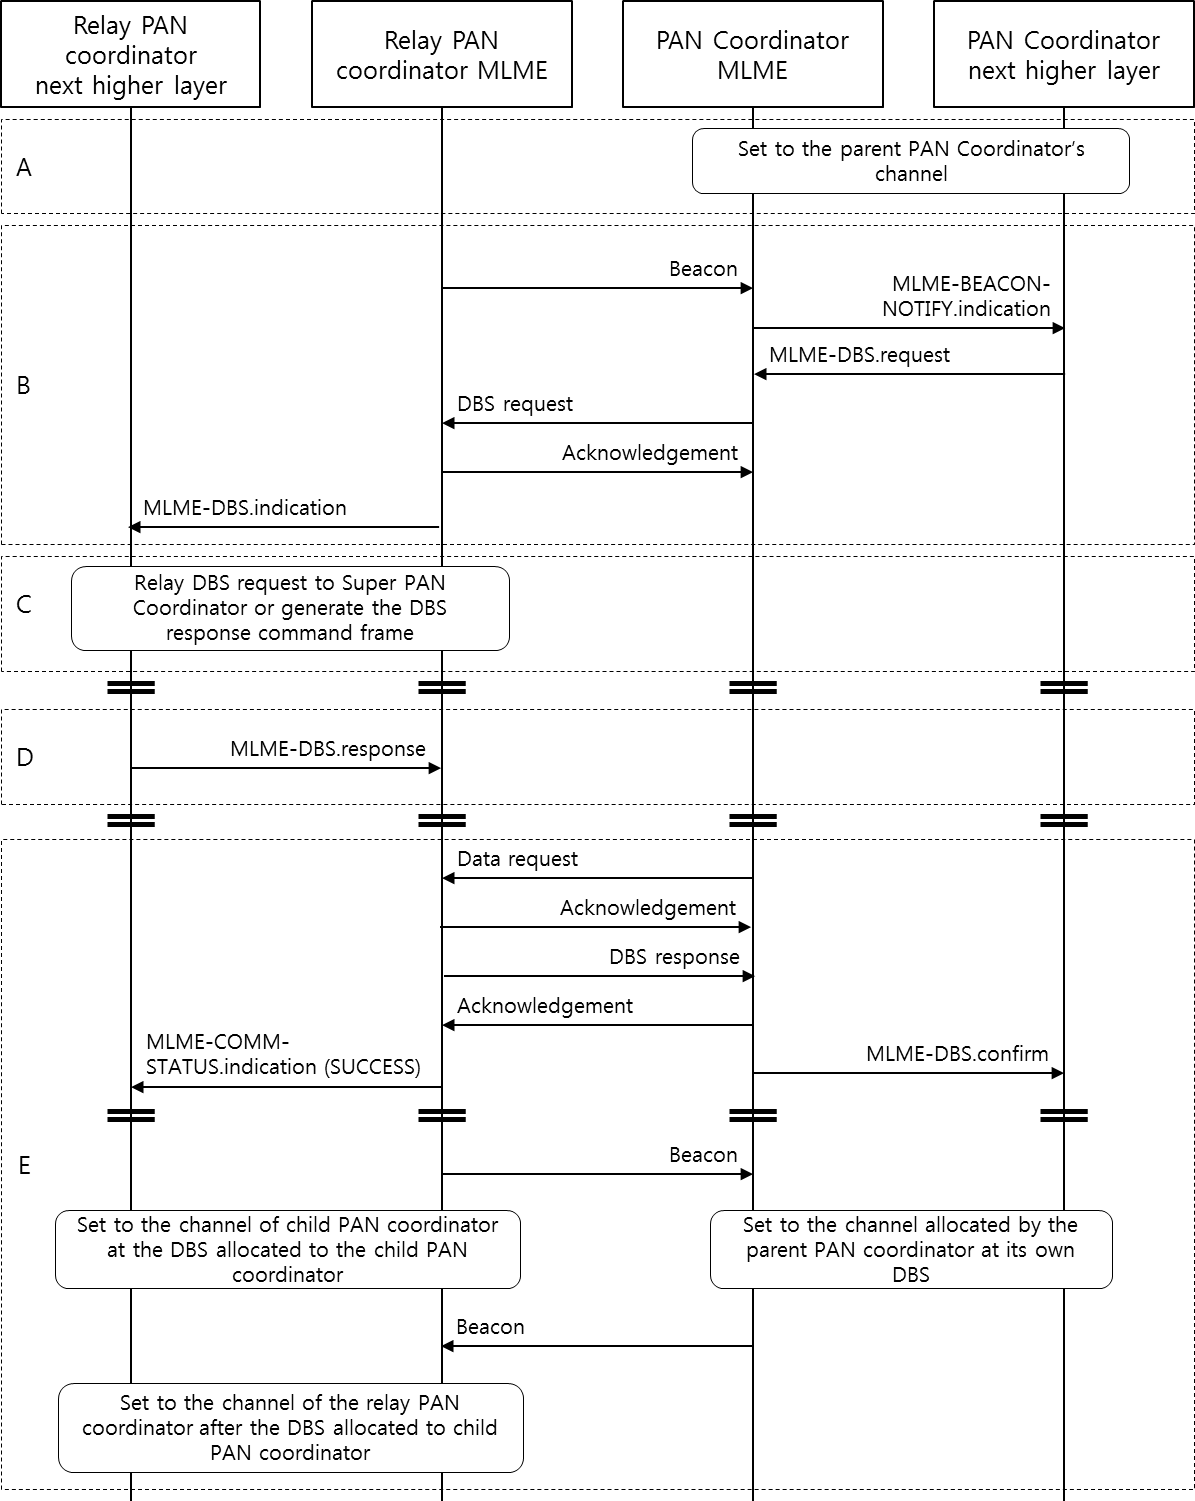 Relay PAN
coordinator
next higher layer
Relay PAN
coordinator MLME
PAN Coordinator
MLME
PAN Coordinator
next higher layer
A
Set to the parent PAN Coordinator's
channel
B
Beacon
MLME-BEACON-
NOTIFY.indication
MLME-DBS.request
DBS request
Acknowledgement
MLME-DBS.indication
C
Relay DBS request to Super PAN
Coordinator or generate the DBS
response command frame
D
MLME-DBS.response
E
Data request
Acknowledgement
DBS response
Acknowledgement
MLME-COMM-
STATUS.indication (SUCCESS)
MLME-DBS.confirm
Beacon
Set to the channel of child PAN coordinator
at the DBS allocated to the child PAN
coordinator
Set to the channel allocated by the
parent PAN coordinator at its own
DBS
Beacon
Set to the channel of the relay PAN
coordinator after the DBS allocated to child
PAN coordinator